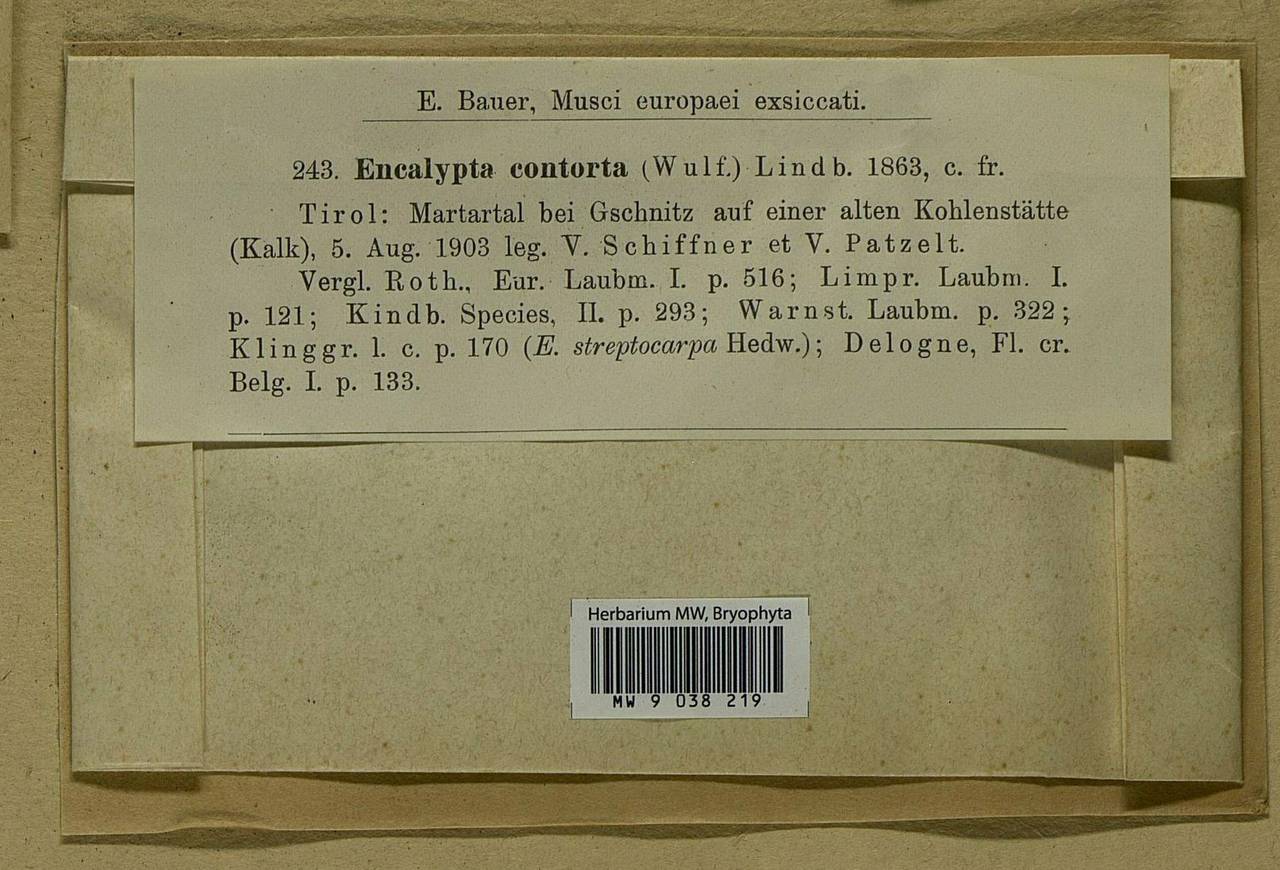 E. Bauer, Musci europaei exsiccati.
243. Encalypta contorta (Wulf.) Lindb. 1863, c. fr.
Tirol: Martartal bei Gschnitz auf einer alten Kohlenstätte
(Kalk), 5. Aug. 1903 leg. V. Schiffner et V. Patzelt.
Vergl. Roth., Eur. Laubm. I. p. 516; Limpr. Laubm. I.
p. 121; Kindb. Species, II. p. 293; Warnst. Laubm. p. 322;
Klinggr. l. c. p. 170 (E. streptocarpa Hedw.); Delogne, Fl. cr.
Belg. I. p. 133.
Herbarium MW, Bryophyta
MW 9 038 219